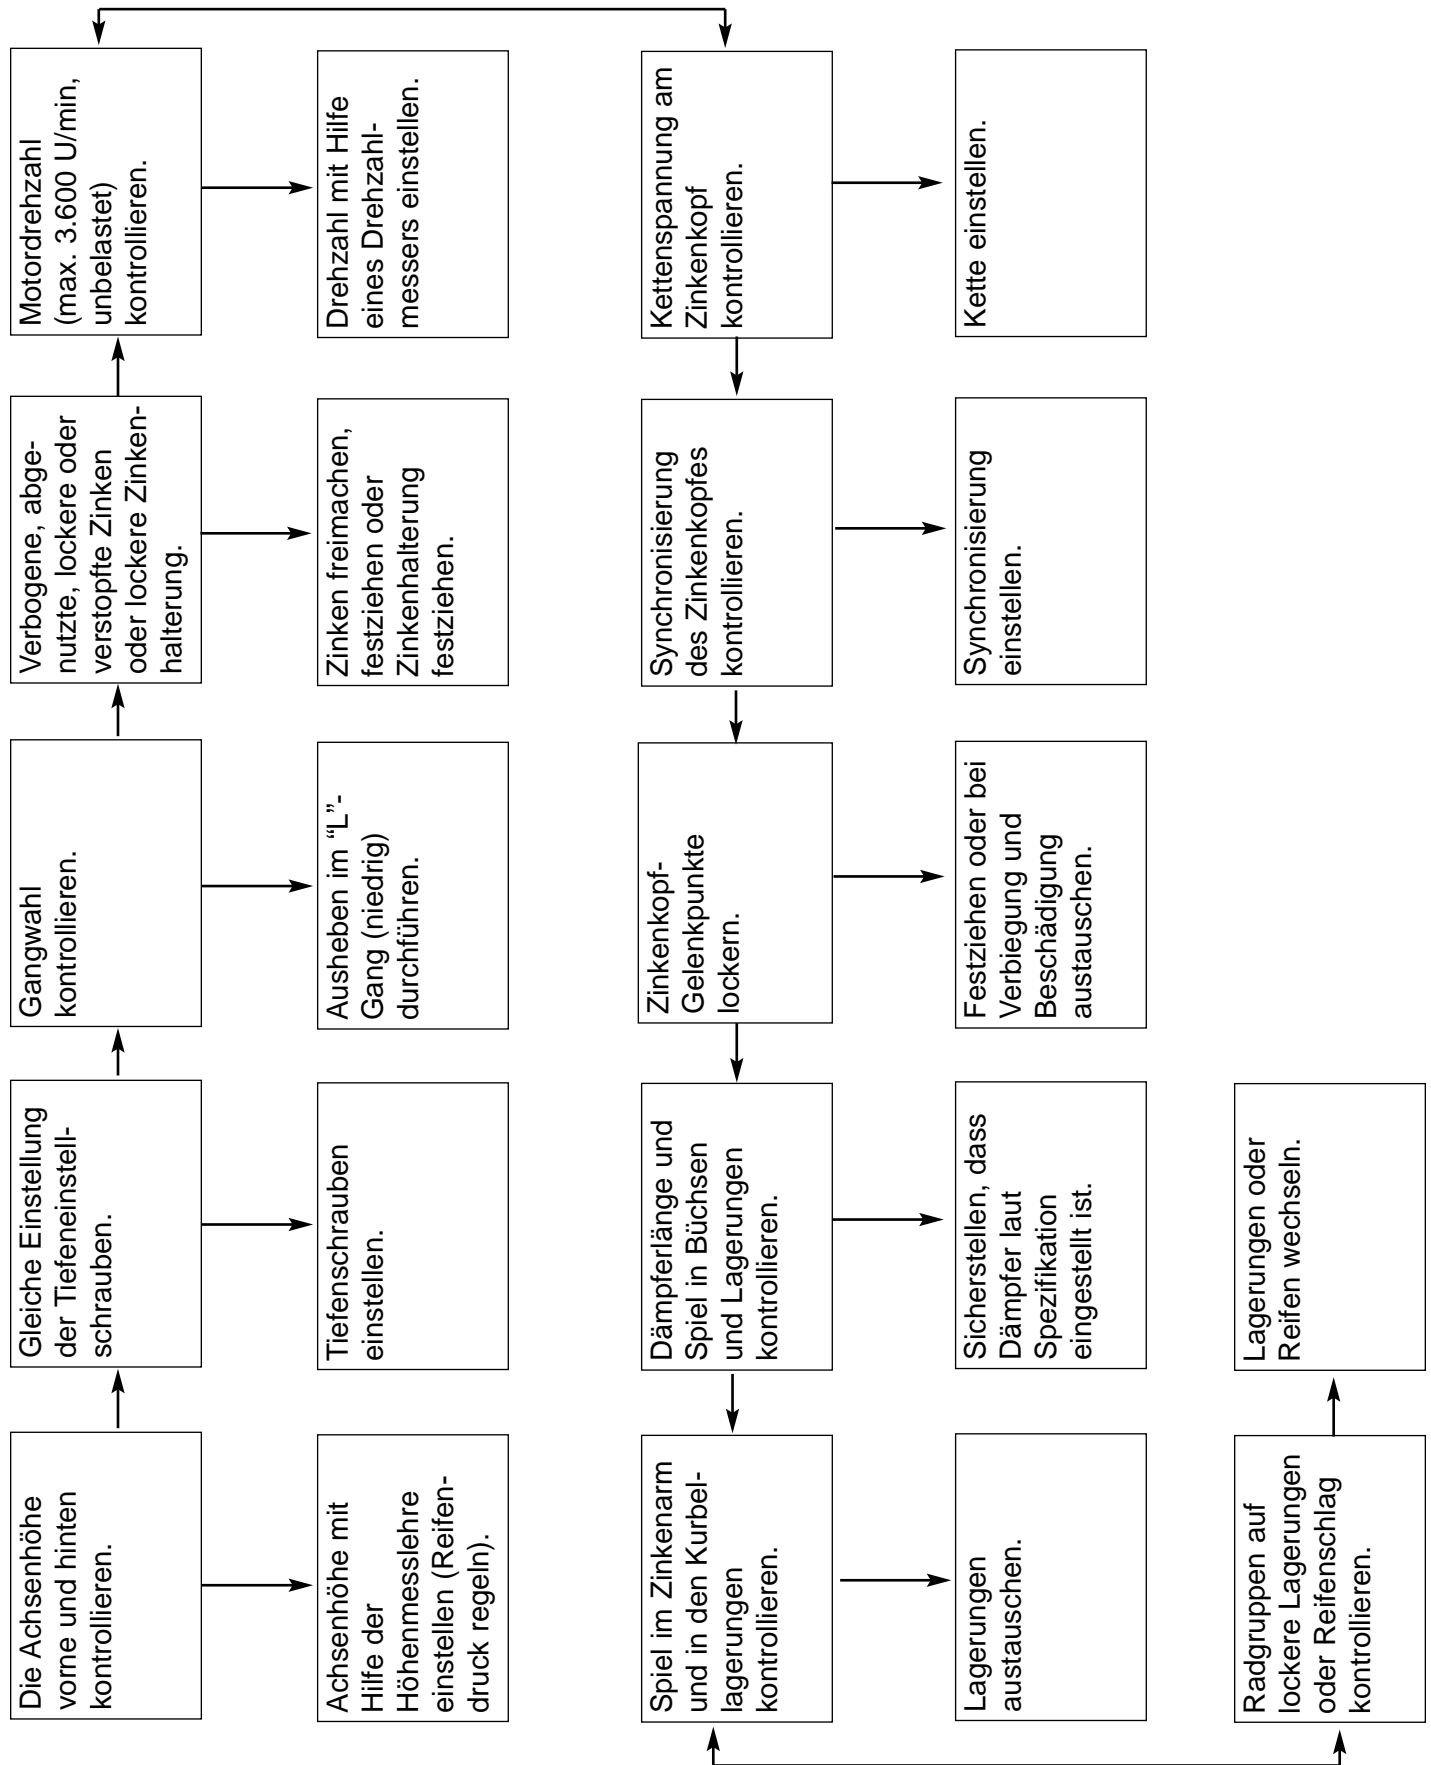 Die Achsenhöhe
vorne und hinten
kontrollieren.
Gleiche Einstellung
der Tiefeneinstell-
schrauben.
Gangwahl
kontrollieren.
Verbogene, abge-
nutzte, lockere oder
verstopfte Zinken
oder lockere Zinken-
halterung.
Motordrehzahl
(max. 3.600 U/min,
unbelastet)
kontrollieren.
Achsenhöhe mit
Hilfe der
Höhenmesslehre
einstellen (Reifen-
druck regeln).
Tiefenschrauben
einstellen.
Ausheben im “L”-
Gang (niedrig)
durchführen.
Zinken freimachen,
festziehen oder
Zinkenhalterung
festziehen.
Drehzahl mit Hilfe
eines Drehzahl-
messers einstellen.
Spiel im Zinkenarm
und in den Kurbel-
lagerungen
kontrollieren.
Dämpferlänge und
Spiel in Büchsen
und Lagerungen
kontrollieren.
Zinkenkopf-
Gelenkpunkte
lockern.
Synchronisierung
des Zinkenkopfes
kontrollieren.
Kettenspannung am
Zinkenkopf
kontrollieren.
Lagerungen
austauschen.
Sicherstellen, dass
Dämpfer laut
Spezifikation
eingestellt ist.
Festziehen oder bei
Verbiegung und
Beschädigung
austauschen.
Synchronisierung
einstellen.
Kette einstellen.
Radgruppen auf
lockere Lagerungen
oder Reifenschlag
kontrollieren.
Lagerungen oder
Reifen wechseln.